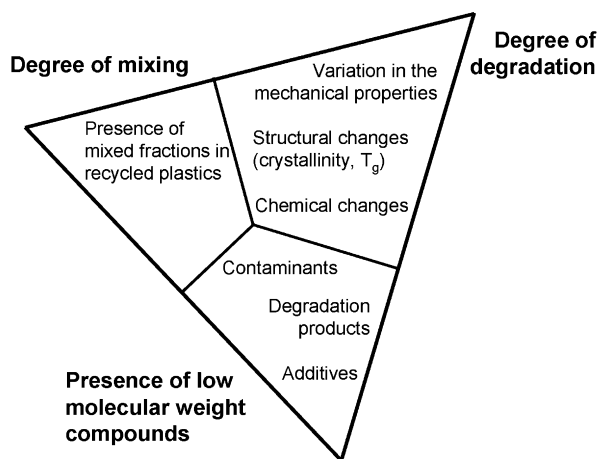 Degree of mixing
Degree of
degradation
Presence of
mixed fractions in
recycled plastics
Variation in the
mechanical properties
Structural changes
(crystallinity, Tg)
Chemical changes
Contaminants
Degradation
products
Additives
Presence of low
molecular weight
compounds